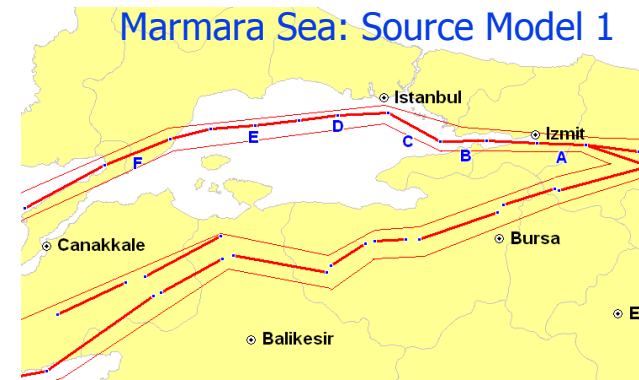 Marmara Sea: Source Model 1
Istanbul
Izmit
D
E
C
F
B
A
Canakkale
Bursa
E
Balikesir